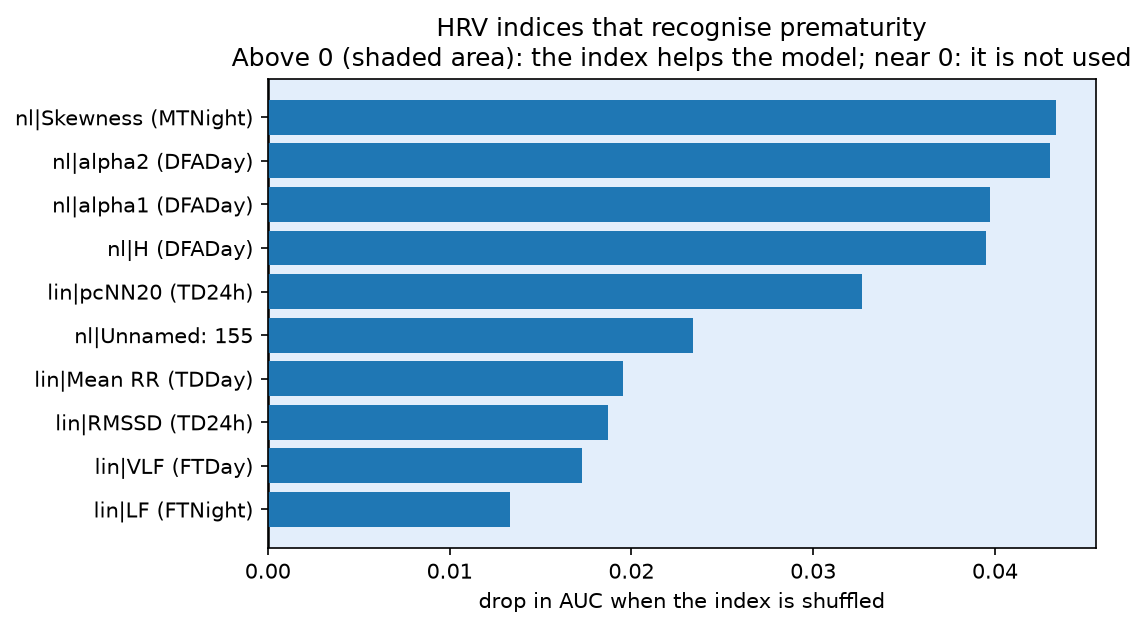 HRV indices that recognise prematurity
Above 0 (shaded area): the index helps the model; near 0: it is not used
nl|Skewness (MTNight)
nl|alpha2 (DFADay)
nl|alpha1 (DFADay)
nl|H (DFADay)
lin|pcNN20 (TD24h)
nl|Unnamed: 155
lin|Mean RR (TDDay)
lin|RMSSD (TD24h)
lin|VLF (FTDay)
lin|LF (FTNight)
0.00 0.01 0.02 0.03 0.04
drop in AUC when the index is shuffled